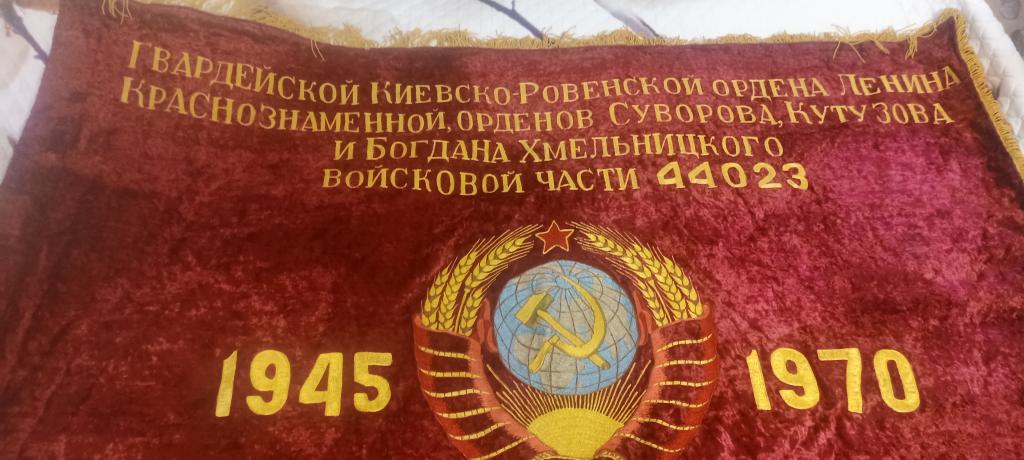 ГВАРДЕЙСКОЙ КИЕВСКО-РОВЕНСКОЙ ОРДЕНА ЛЕНИНА
КРАСНОЗНАМЕННОЙ, ОРДЕНОВ СУВОРОВА, КУТУЗОВА
И БОГДАНА ХМЕЛЬНИЦКОГО
ВОЙСКОВОЙ ЧАСТИ 44023
1945 1970